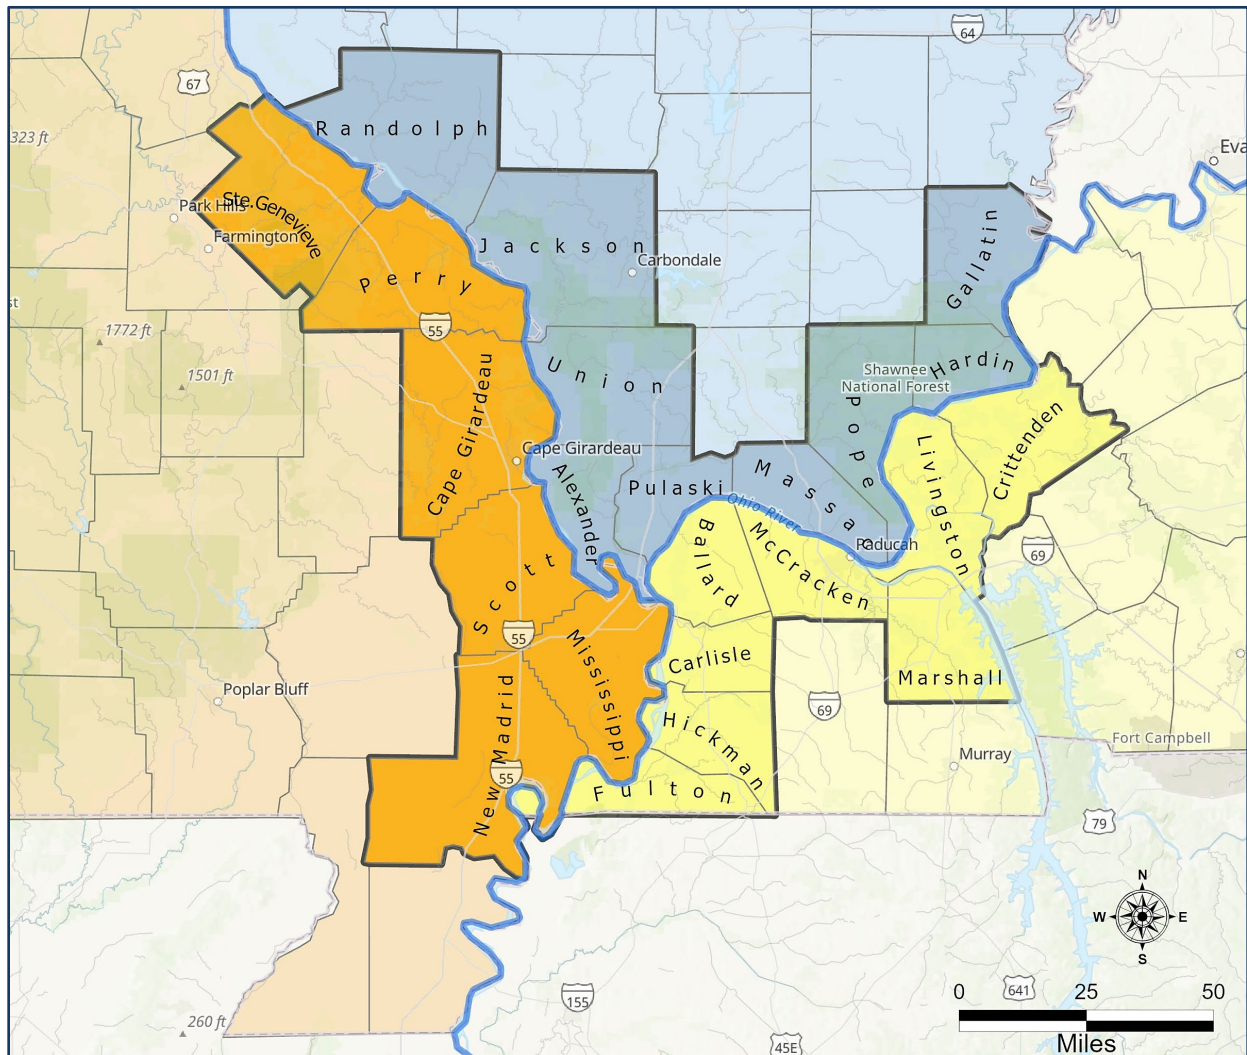 64
67
Randolph
323 ft
Eva
Park Hills
Ste. Genevieve
Farmington
Jackson
Carbondale
Gallatin
Perry
st
1772 ft
55
1501 ft
Union
Shawnee
National Forest
Hardin
Cape Girardeau
Pope
Crittenden
Cape Girardeau
Livingston
Alexander
Pulaski
Massac
Ohio River
Ballard
McCracken
Paducah
69
Scott
55
Mississippi
Carlisle
Marshall
Poplar Bluff
New Madrid
Hickman
69
Murray
Fort Campbell
55
Fulton
79
N
W
E
S
0
25
50
641
155
260 ft
45E
Miles